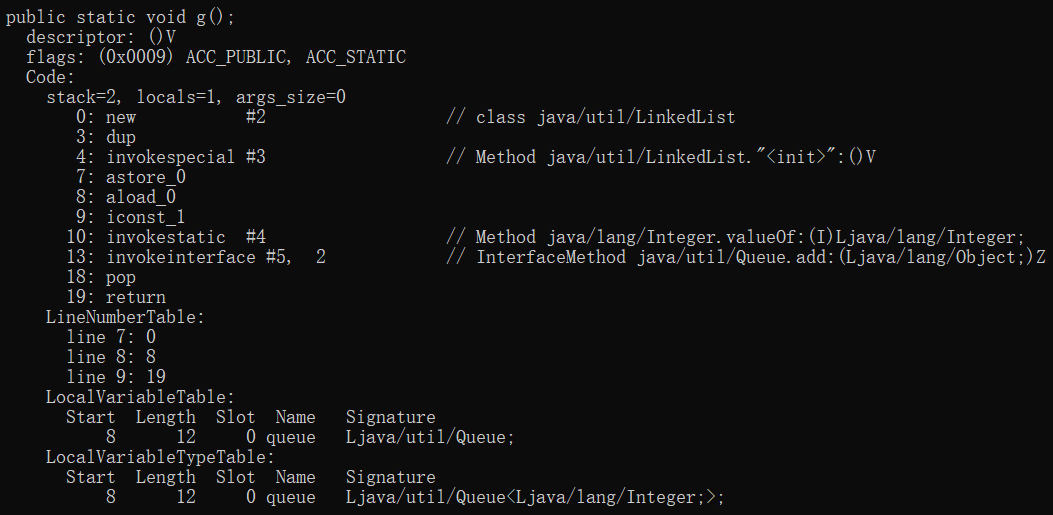 public static void g();
  descriptor: ()V
  flags: (0x0009) ACC_PUBLIC, ACC_STATIC
  Code:
    stack=2, locals=1, args_size=0
       0: new           #2                  // class java/util/LinkedList
       3: dup
       4: invokespecial #3                  // Method java/util/LinkedList."<init>":()V
       7: astore_0
       8: aload_0
       9: iconst_1
      10: invokestatic  #4                  // Method java/lang/Integer.valueOf:(I)Ljava/lang/Integer;
      13: invokeinterface #5,  2            // InterfaceMethod java/util/Queue.add:(Ljava/lang/Object;)Z
      18: pop
      19: return
    LineNumberTable:
      line 7: 0
      line 8: 8
      line 9: 19
    LocalVariableTable:
      Start  Length  Slot  Name   Signature
          8      12     0 queue   Ljava/util/Queue;
    LocalVariableTypeTable:
      Start  Length  Slot  Name   Signature
          8      12     0 queue   Ljava/util/Queue<Ljava/lang/Integer;>;